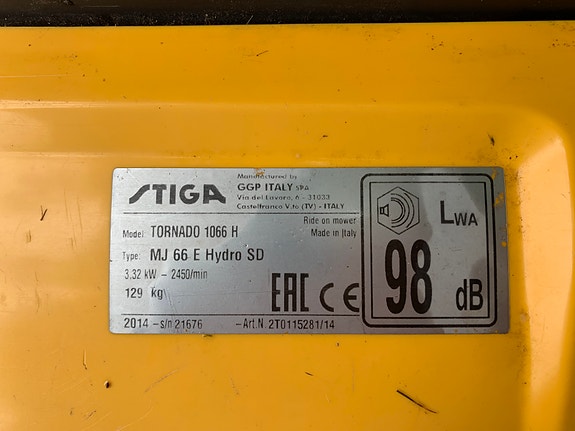 STIGA
Manufactured by
GGP ITALY SPA
Via del Lavoro, 6 - 31033
Castelfranco V.to (TV) - ITALY
Model: TORNADO 1066 H
Ride on mower
Made in Italy
Type: MJ 66 E Hydro SD
3,32 kW - 2450/min
129 kg
EAC CE
LWA
98 dB
2014 - s/n 21676 - Art.N. 2T0115281/14